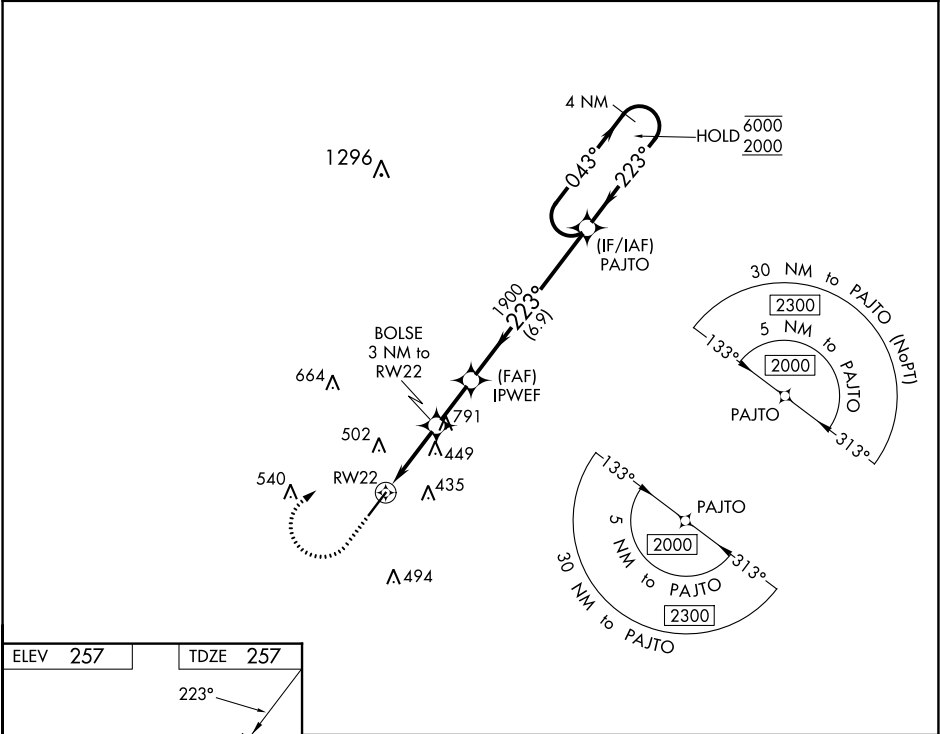 4 NM
HOLD 6000
2000
1296
043°
223°
(IF/IAF)
PAJTO
1900
223°
(6.9)
BOLSE
3 NM to
RW22
30 NM to PAJTO (NoPT)
2300
5 NM to PAJTO
133°
2000
PAJTO
313°
664
(FAF)
IPWEF
791
502
449
540
RW22
435
133°
PAJTO
5 NM to PAJTO
2000
313°
494
30 NM to PAJTO
2300
ELEV 257
TDZE 257
223°